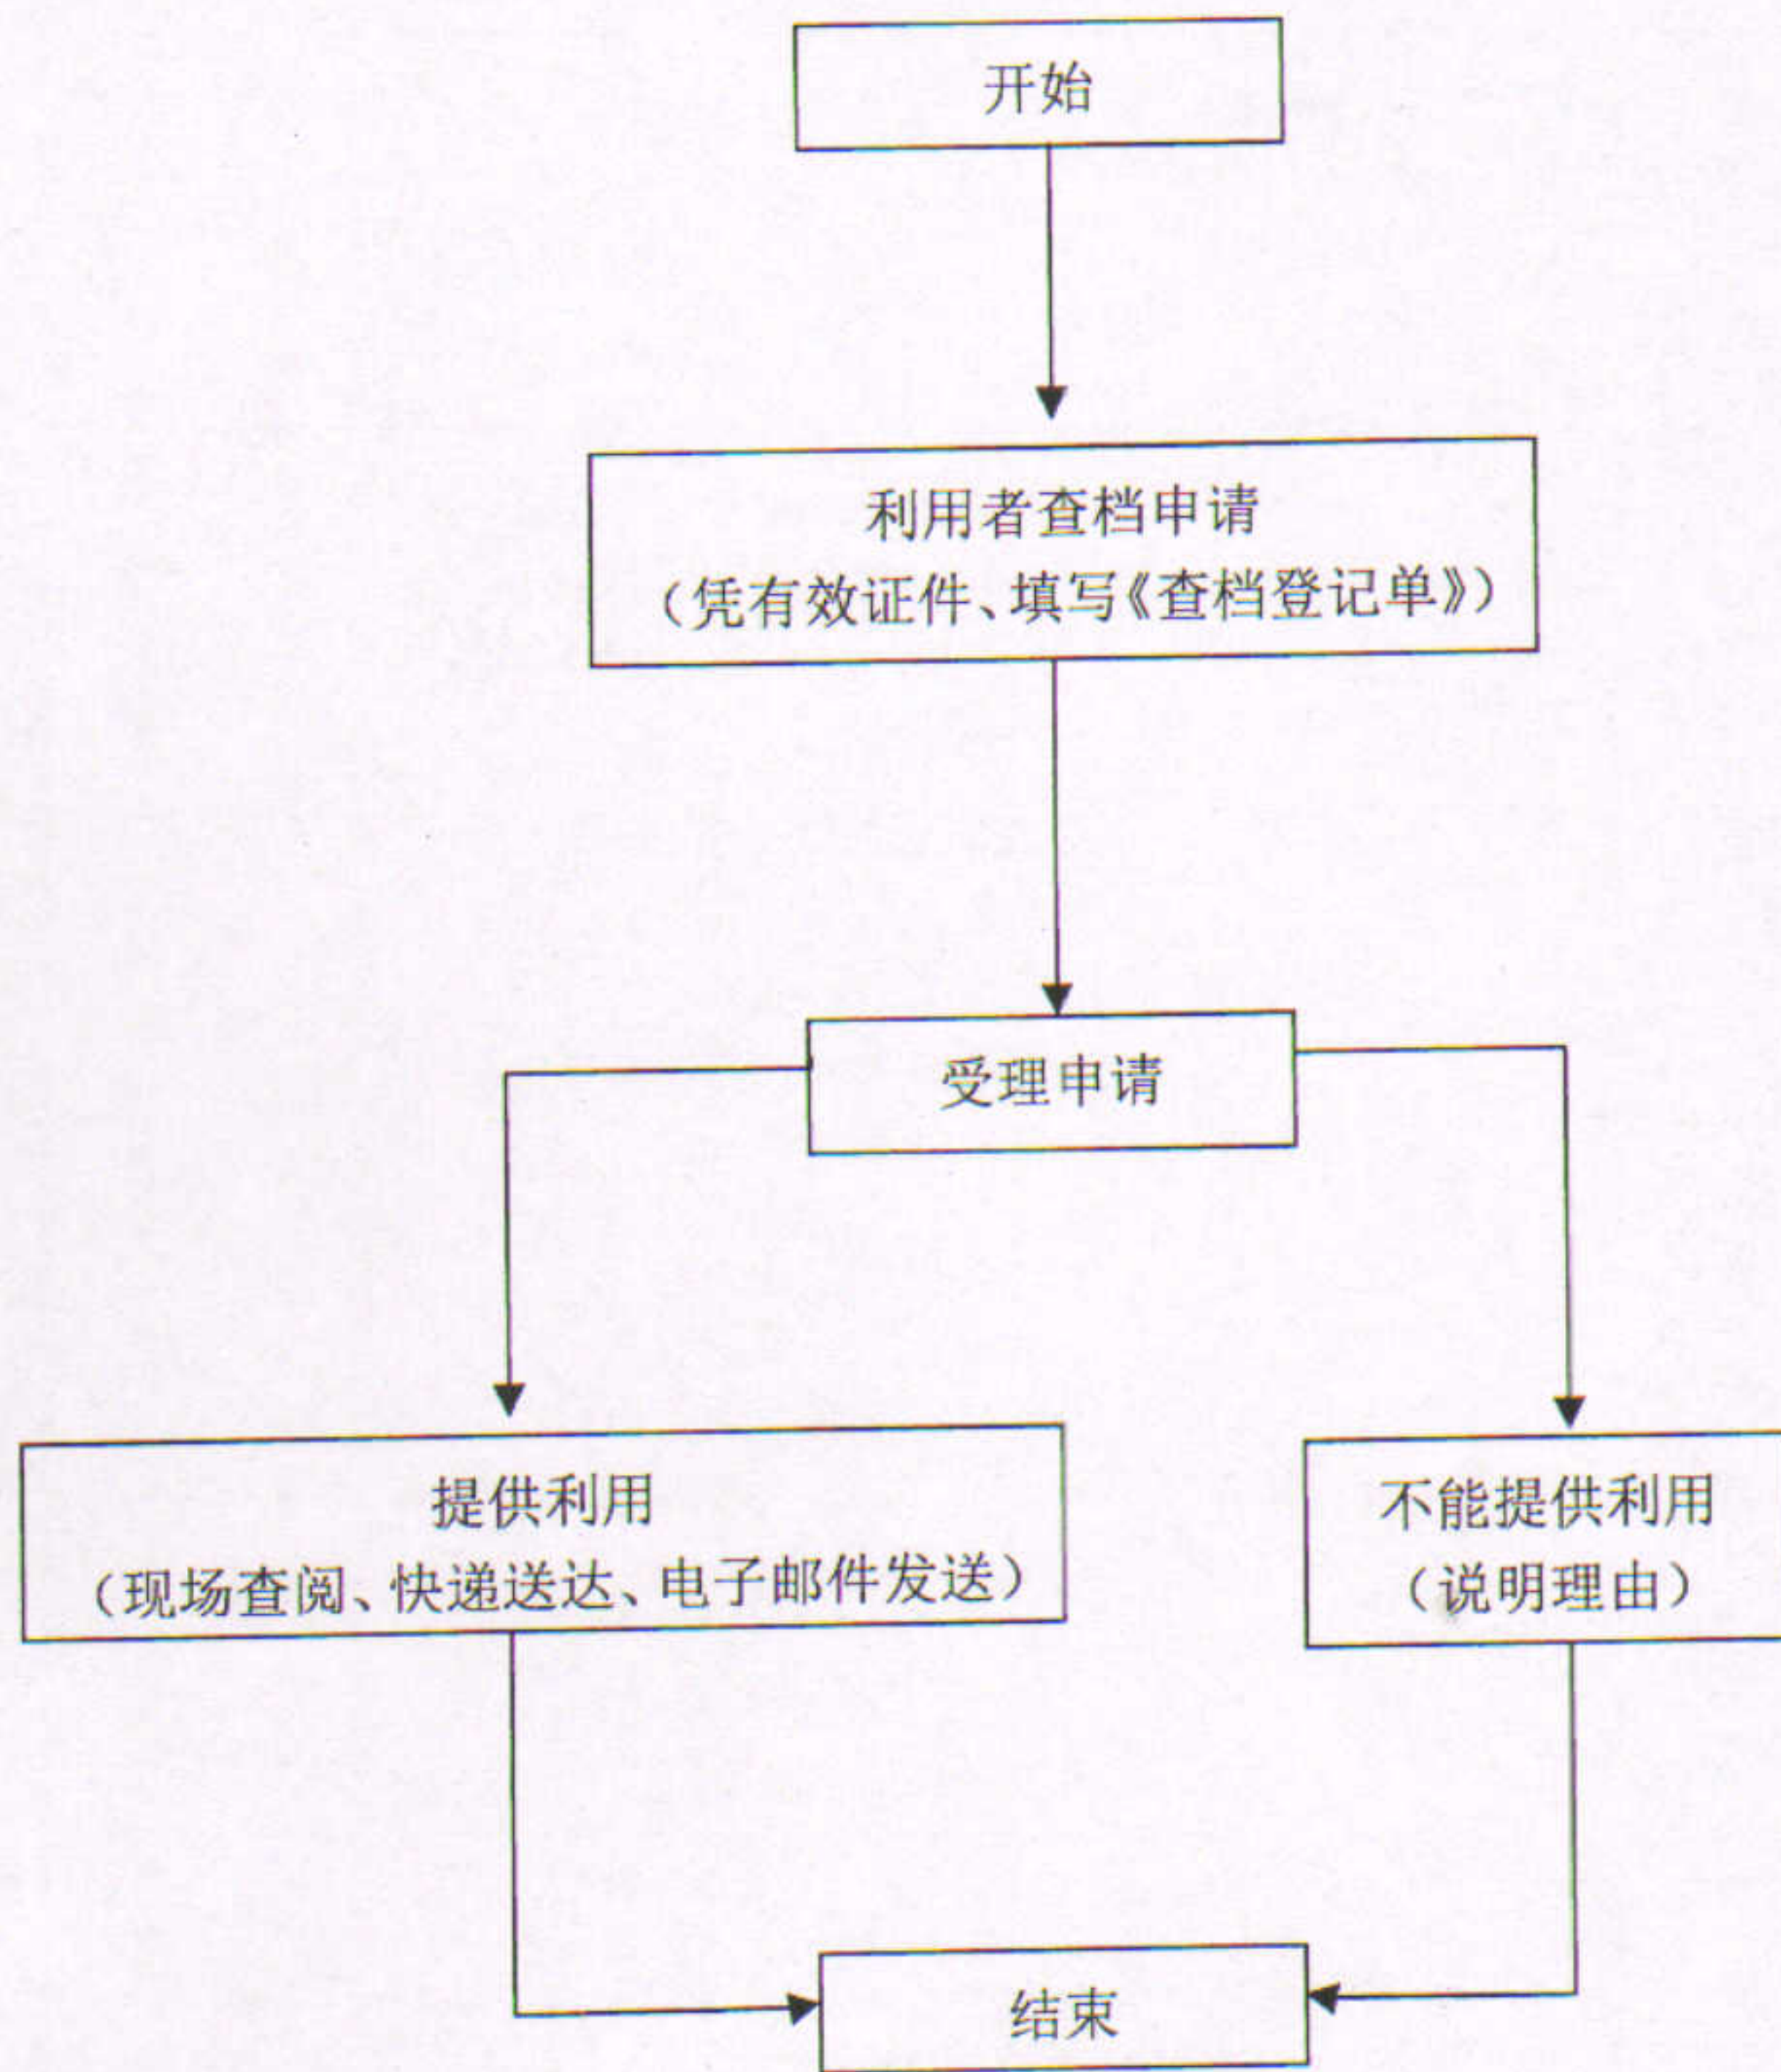 开始
利用者查档申请
（凭有效证件、填写《查档登记单》）
受理申请
提供利用
（现场查阅、快递送达、电子邮件发送）
不能提供利用
（说明理由）
结束